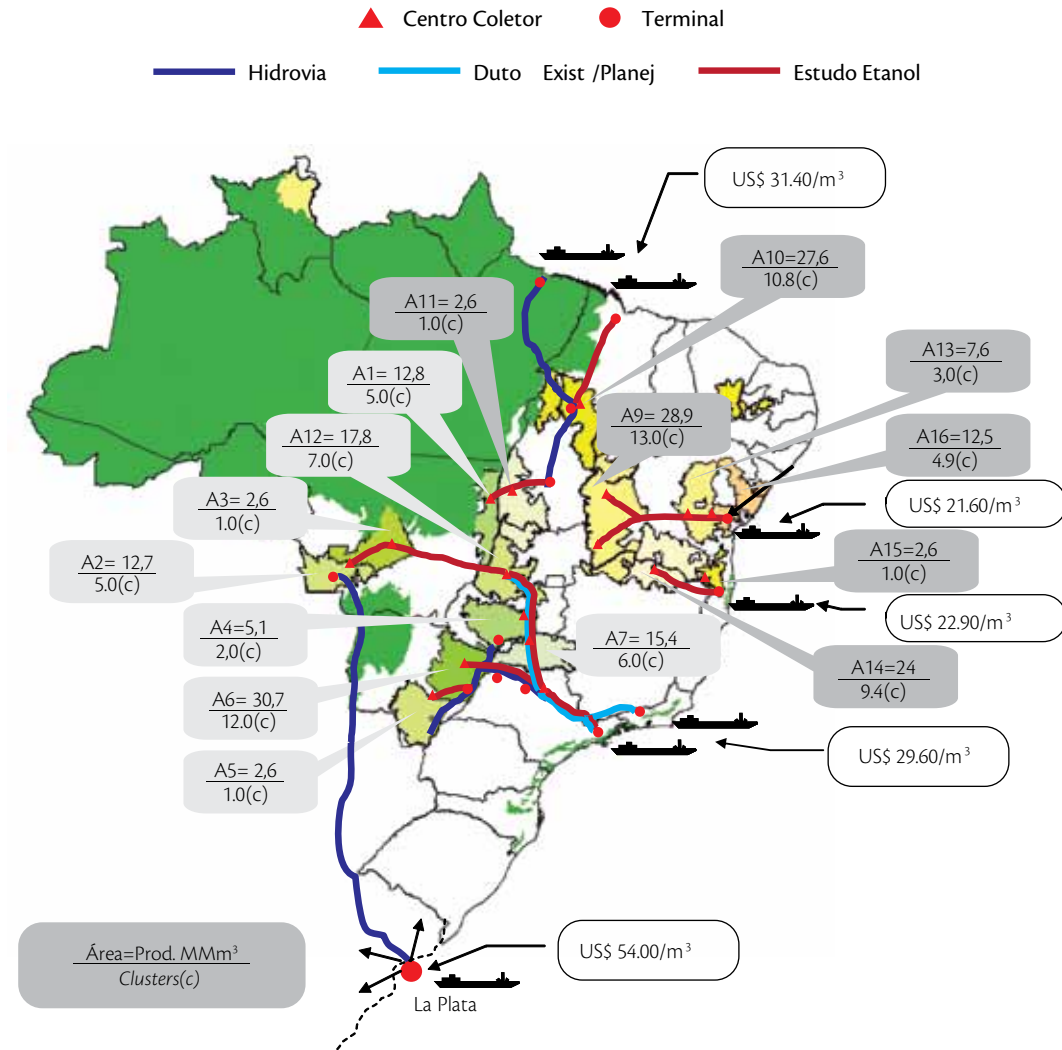 Centro Coletor
Terminal
Hidrovia
Duto Exist /Planej
Estudo Etanol
US$ 31.40/m³
A10=27,6
10.8(c)
A11= 2,6
1.0(c)
A13=7,6
3,0(c)
A1= 12,8
5.0(c)
A9= 28,9
13.0(c)
A12= 17,8
7.0(c)
A16=12,5
4.9(c)
A3= 2,6
1.0(c)
US$ 21.60/m³
A2= 12,7
5.0(c)
A15=2,6
1.0(c)
US$ 22.90/m³
A4=5,1
2,0(c)
A7= 15,4
6.0(c)
A14=24
9.4(c)
A6= 30,7
12.0(c)
US$ 29.60/m³
A5= 2,6
1.0(c)
Área=Prod. MMm³
Clusters(c)
US$ 54.00/m³
La Plata